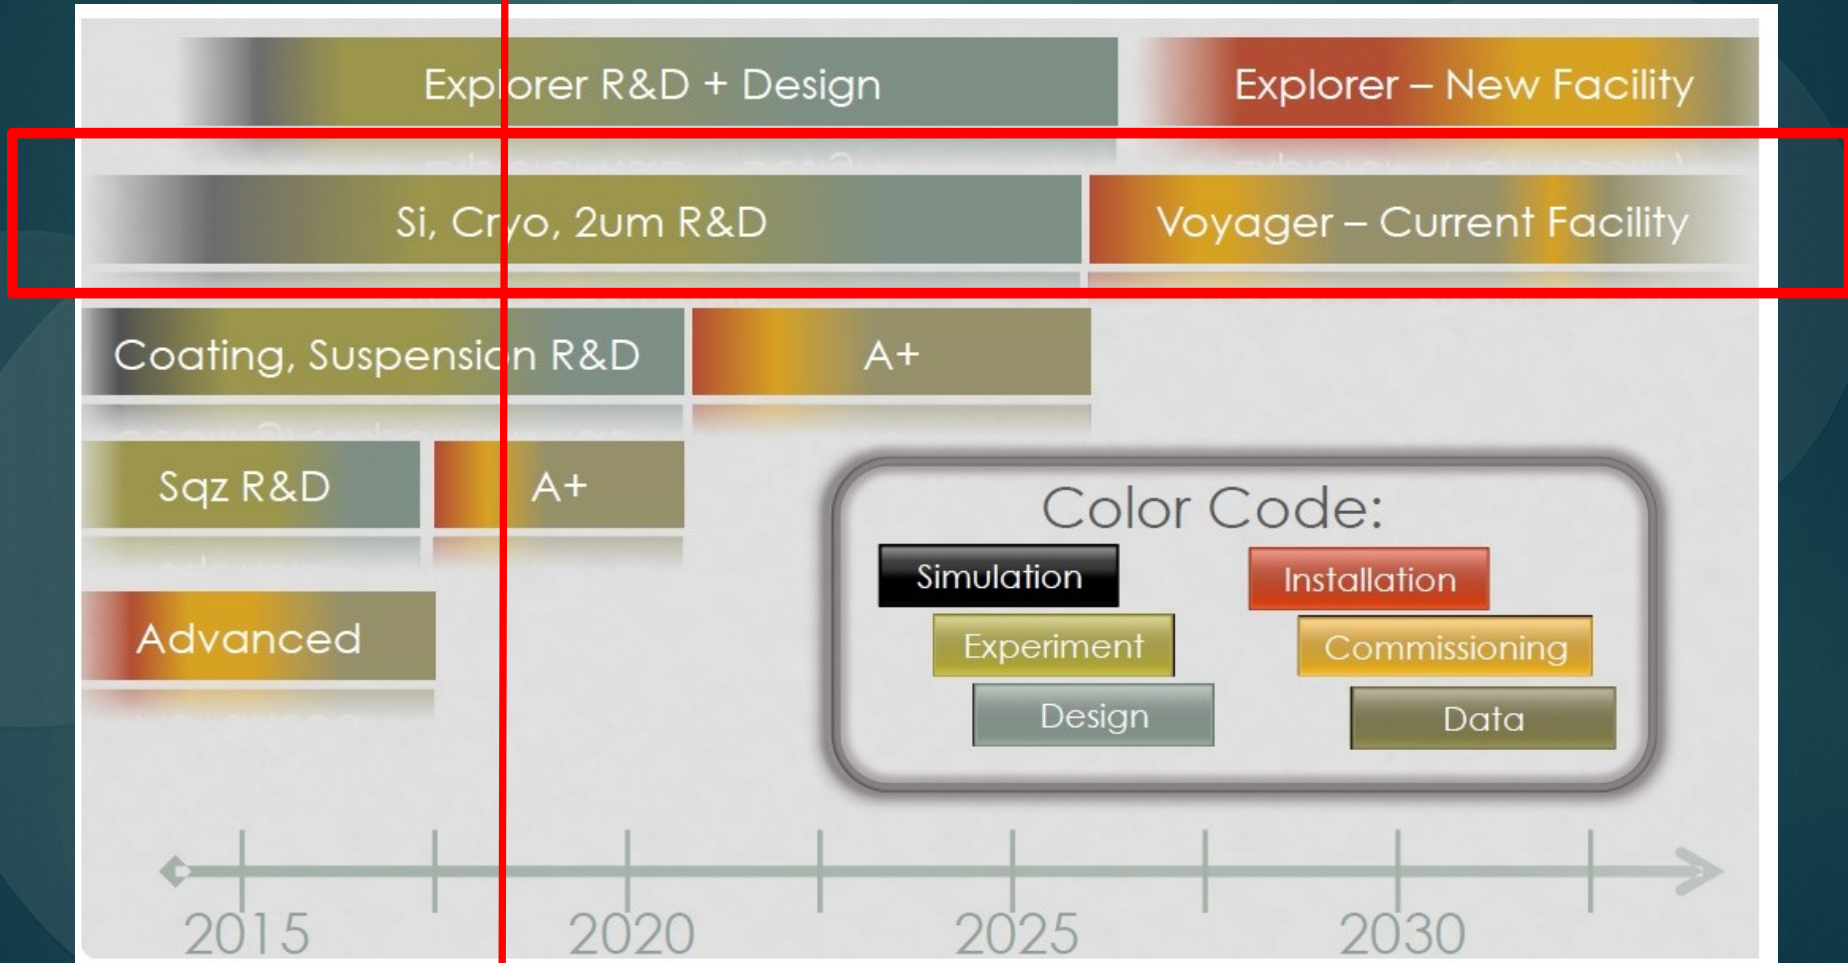 Explorer R&D + Design
Explorer – New Facility
Si, Cryo, 2um R&D
Voyager – Current Facility
Coating, Suspension R&D
A+
Sqz R&D
A+
Advanced
Color Code:
Simulation
Installation
Experiment
Commissioning
Design
Data
2015
2020
2025
2030